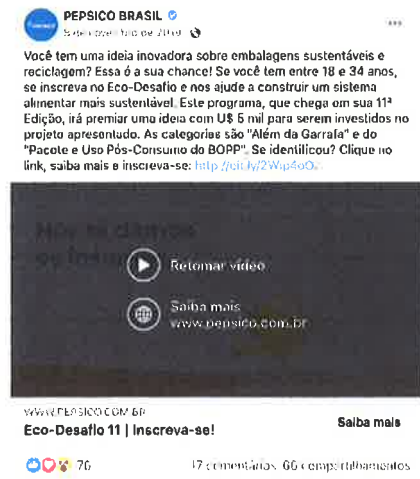 PEPSICO BRASIL
Você tem uma ideia inovadora sobre embalagens sustentáveis e
reciclagem? Essa é a sua chance! Se você tem entre 18 e 34 anos,
se inscreva no Eco-Desafio e nos ajude a construir um sistema
alimentar mais sustentável. Este programa, que chega em sua 11ª
Edição, irá premiar uma ideia com U$ 5 mil para serem investidos no
projeto apresentado. As categorias são "Além da Garrafa" e do
"Pacote e Uso Pós-Consumo do BOPP". Se identificou? Clique no
link, saiba mais e inscreva-se:
Retomar vídeo
Saiba mais
www.pepsico.com.br
WWW.PEPSICO.COM.BR
Eco-Desafio 11 | Inscreva-se!
Saiba mais
76
17 comentários 66 compartilhamentos